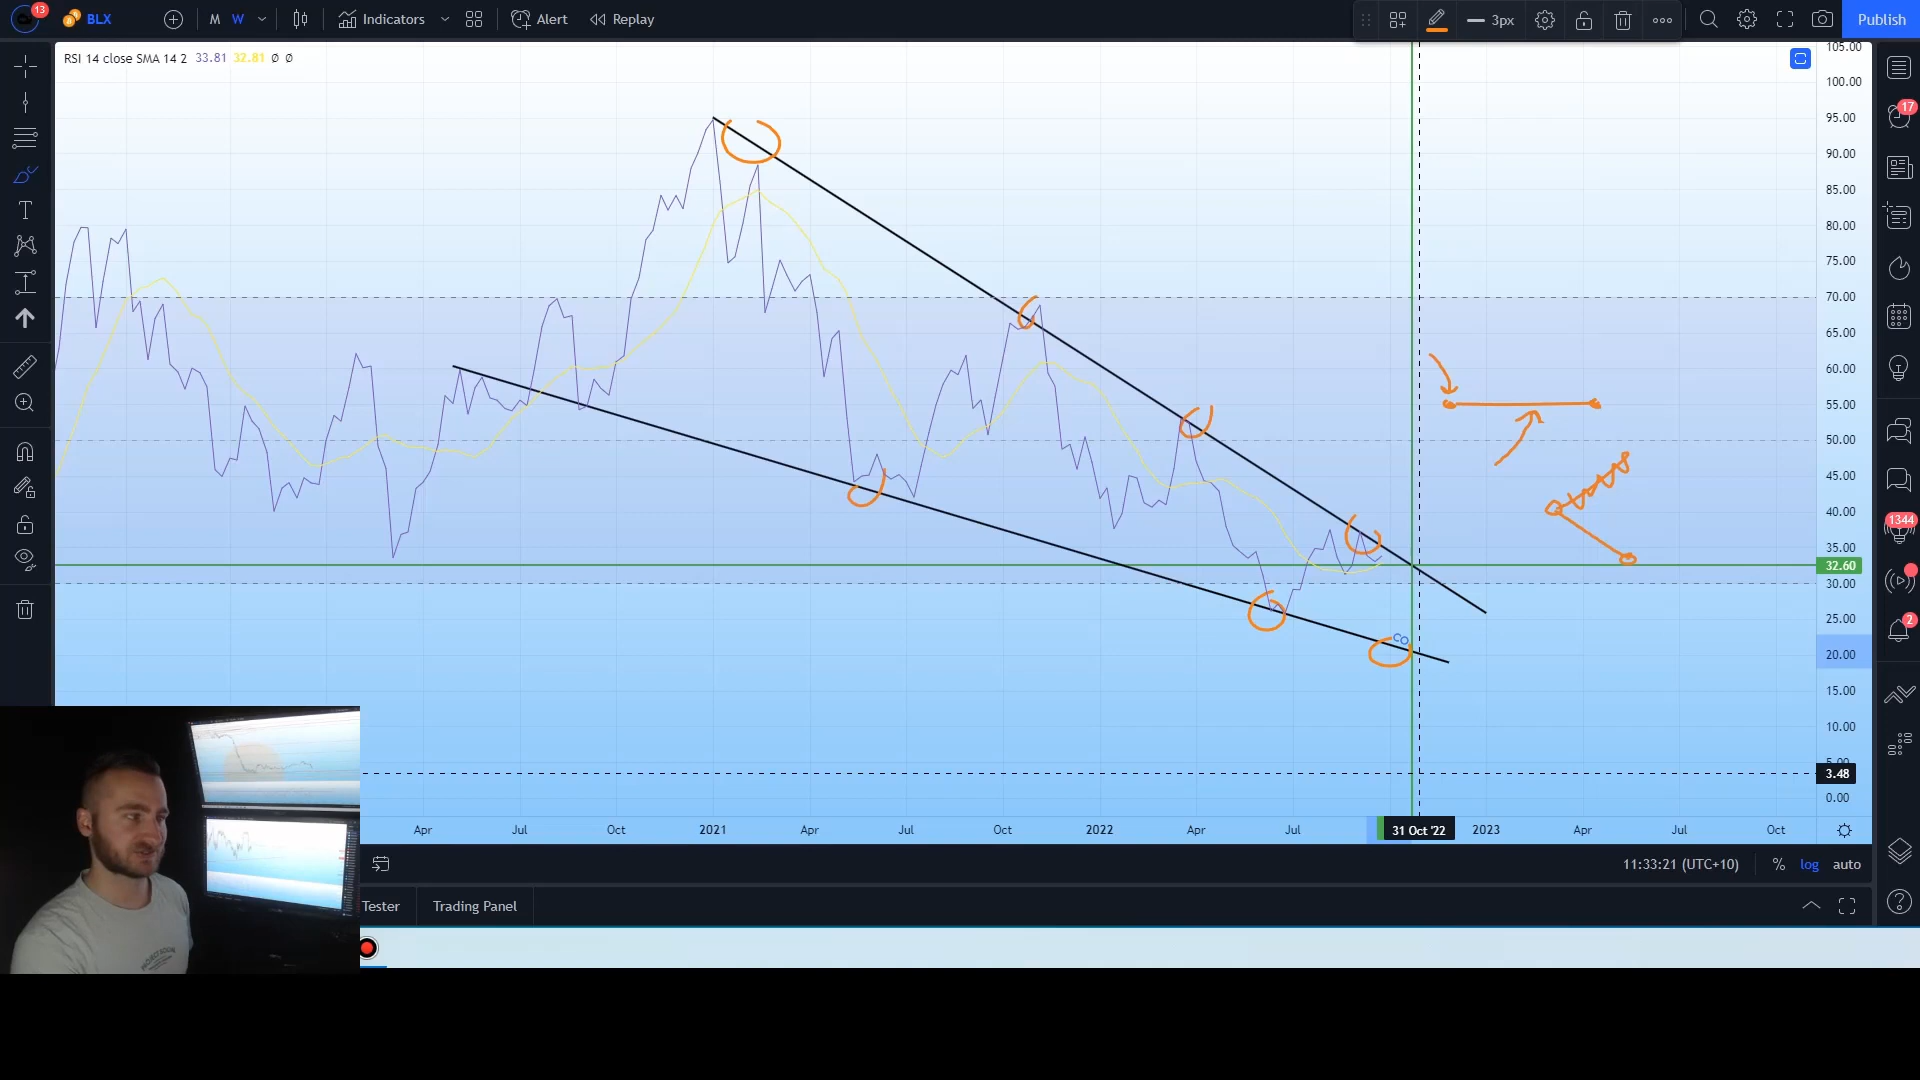 13
BLX
M
W
Indicators
Alert
Replay
3px
Publish
RSI 14 close SMA 14 2 33.81 32.81 Ø Ø
105.00
100.00
95.00
90.00
85.00
80.00
75.00
70.00
65.00
60.00
55.00
50.00
45.00
40.00
35.00
32.60
30.00
25.00
20.00
15.00
10.00
5.00
3.48
0.00
17
1344
2
Apr
Jul
Oct
2021
Apr
Jul
Oct
2022
Apr
Jul
31 Oct '22
2023
Apr
Jul
Oct
11:33:21 (UTC+10)
%
log
auto
Tester
Trading Panel